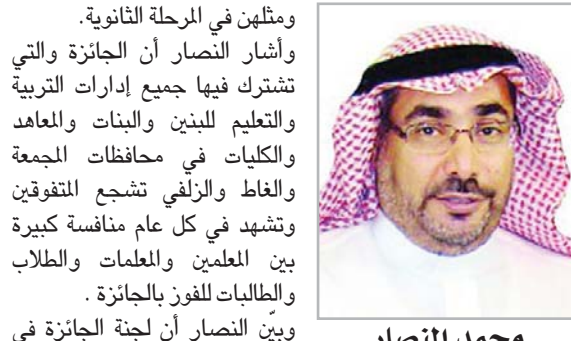 ومثلهن في المرحلة الثانوية.
وأشار النصار أن الجائزة والتي
تشترك فيها جميع إدارات التربية
والتعليم للبنين والبنات والمعاهد
والكليات في محافظات المجمعة
والغاط والزلفي تشجع المتفوقين
وتشهد في كل عام منافسة كبيرة
بين المعلمين والمعلمات والطلاب
والطالبات للفوز بالجائزة .
وبيّن النصار أن لجنة الجائزة في
محمد النصار